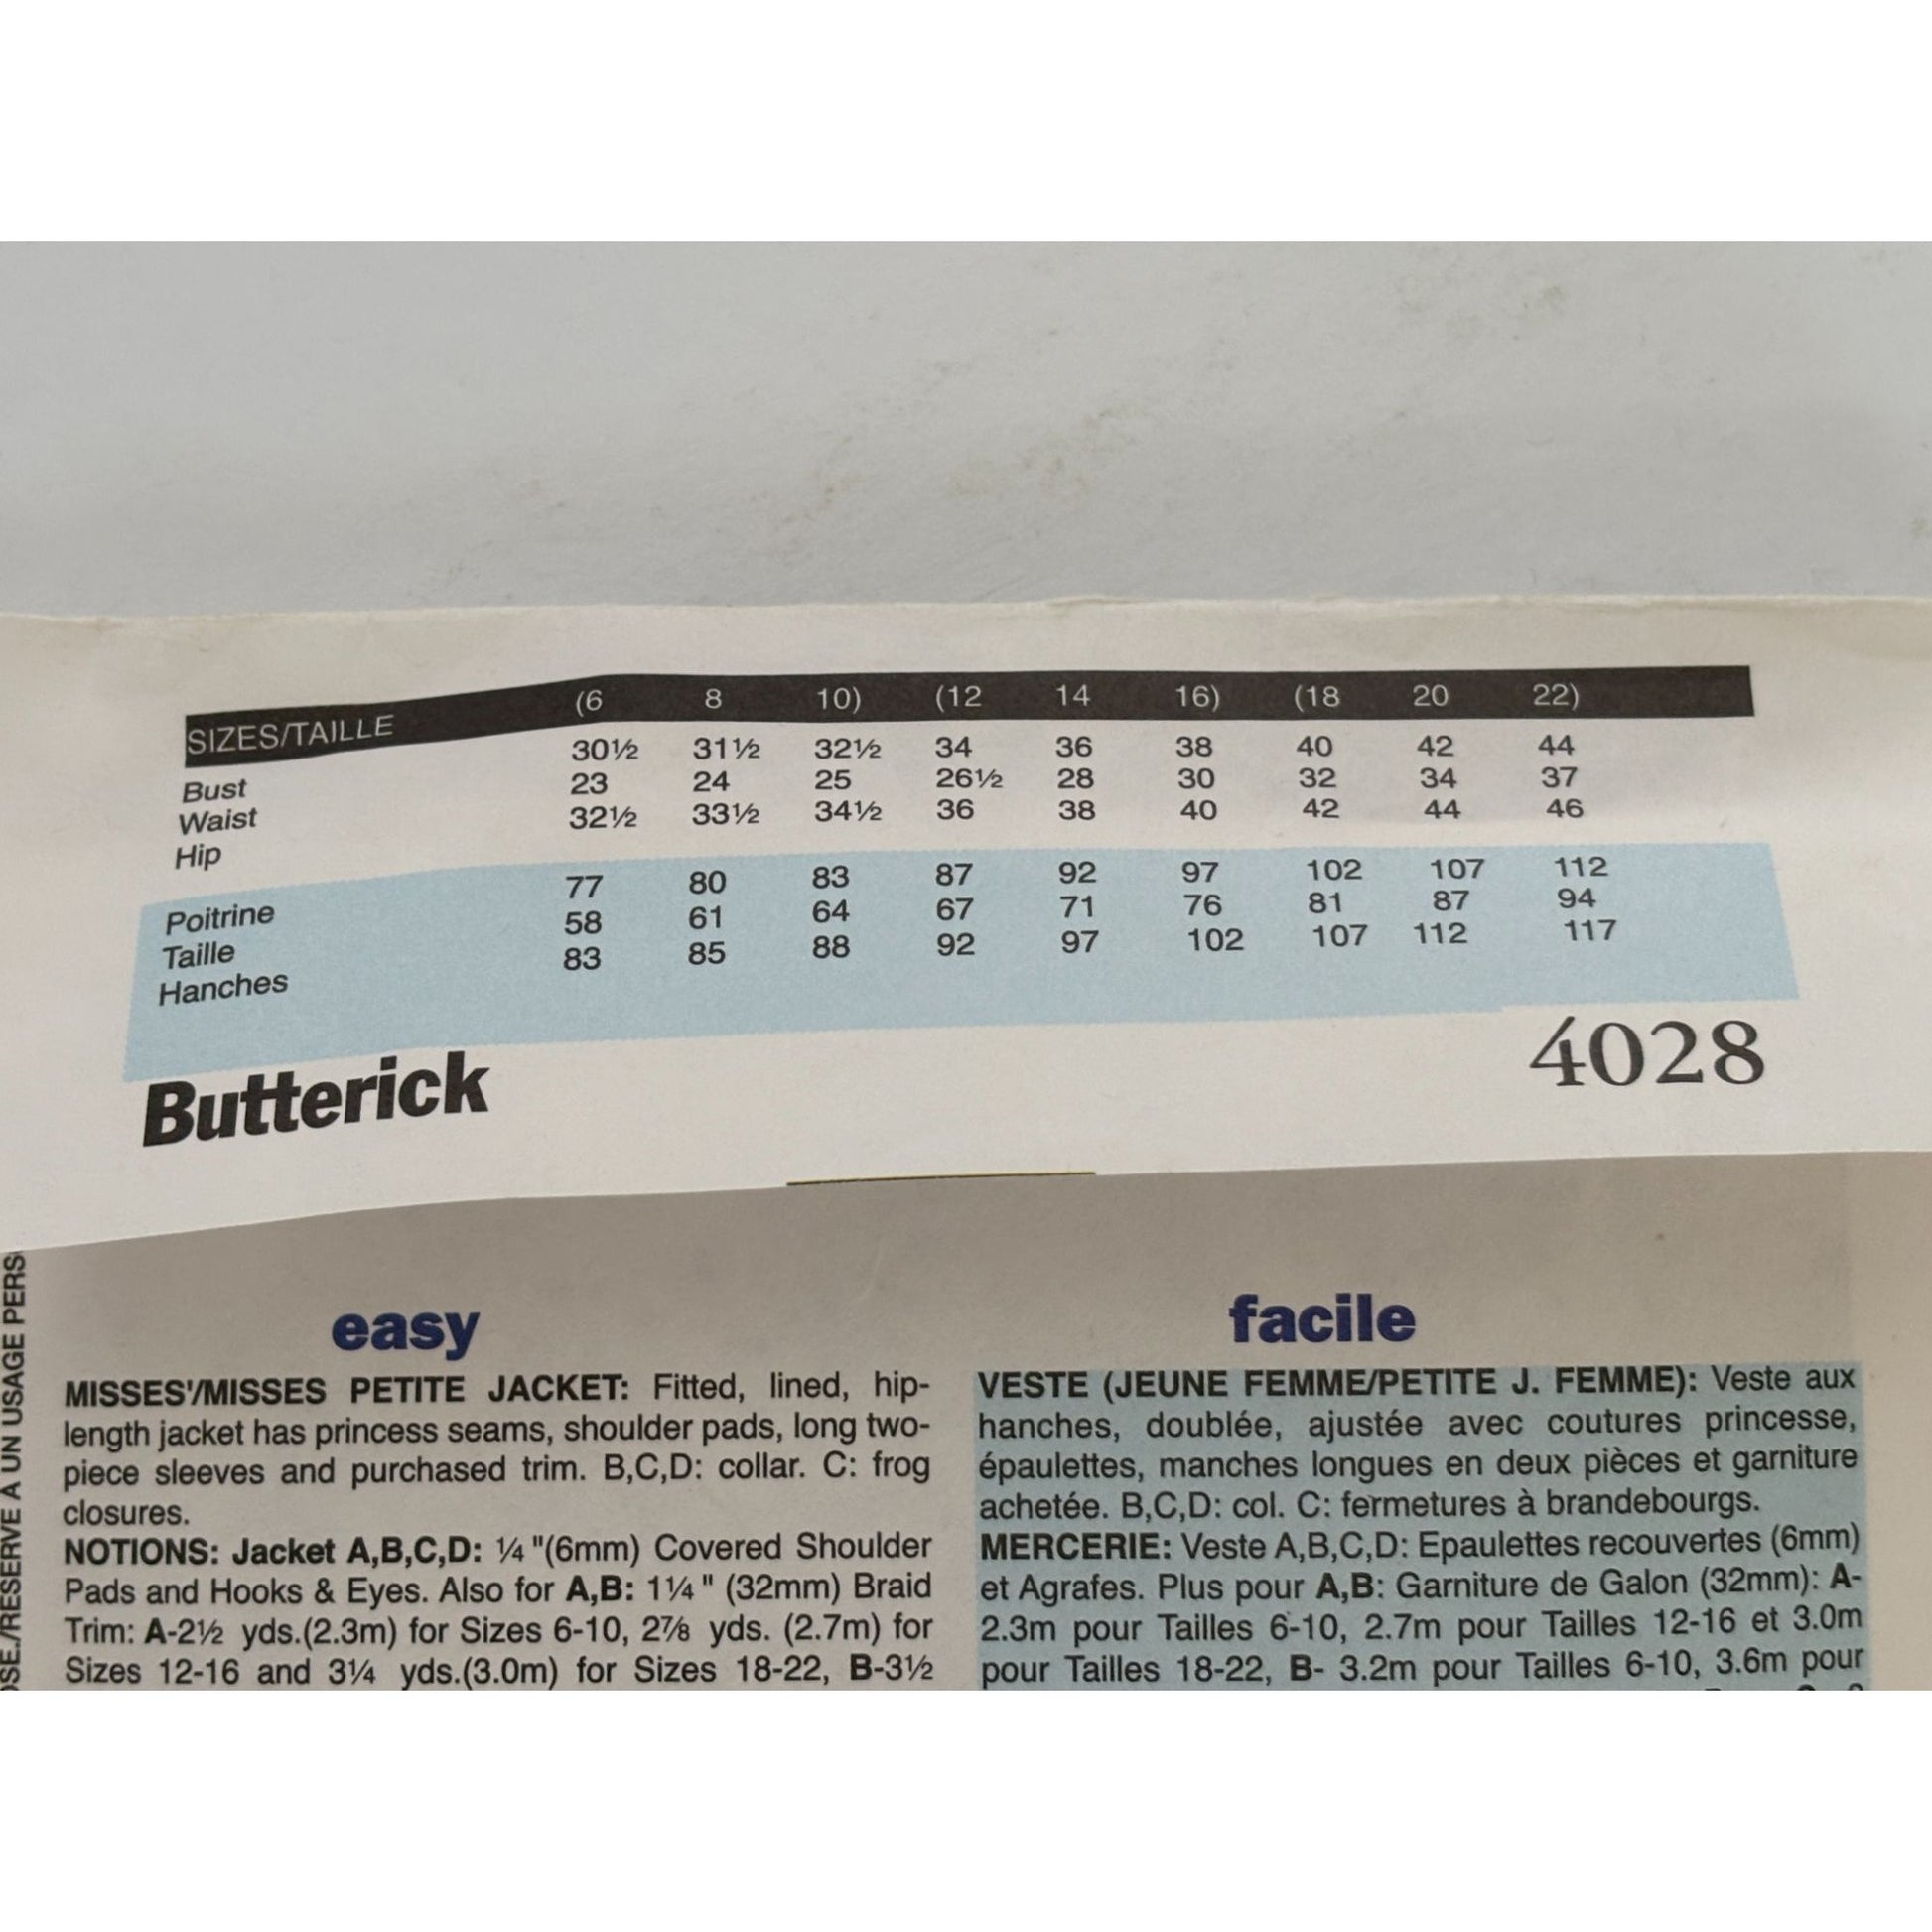 SIZES/TAILLE (6 8 10) (12 14 16) (18 20 22)
Bust 30½ 31½ 32½ 34 36 38 40 42 44
Waist 23 24 25 26½ 28 30 32 34 37
Hip 32½ 33½ 34½ 36 38 40 42 44 46
Poitrine 77 80 83 87 92 97 102 107 112
Taille 58 61 64 67 71 76 81 87 94
Hanches 83 85 88 92 97 102 107 112 117
Butterick 4028
./RESERVE À UN USAGE PERS
easy
MISSES'/MISSES PETITE JACKET: Fitted, lined, hip-
length jacket has princess seams, shoulder pads, long two-
piece sleeves and purchased trim. B,C,D: collar. C: frog
closures.
NOTIONS: Jacket A,B,C,D: ¼ "(6mm) Covered Shoulder
Pads and Hooks & Eyes. Also for A,B: 1¼ " (32mm) Braid
Trim: A-2½ yds.(2.3m) for Sizes 6-10, 2⅞ yds. (2.7m) for
Sizes 12-16 and 3¼ yds.(3.0m) for Sizes 18-22, B-3½
facile
VESTE (JEUNE FEMME/PETITE J. FEMME): Veste aux
hanches, doublée, ajustée avec coutures princesse,
épaulettes, manches longues en deux pièces et garniture
achetée. B,C,D: col. C: fermetures à brandebourgs.
MERCERIE: Veste A,B,C,D: Epaulettes recouvertes (6mm)
et Agrafes. Plus pour A,B: Garniture de Galon (32mm): A-
2.3m pour Tailles 6-10, 2.7m pour Tailles 12-16 et 3.0m
pour Tailles 18-22, B- 3.2m pour Tailles 6-10, 3.6m pour